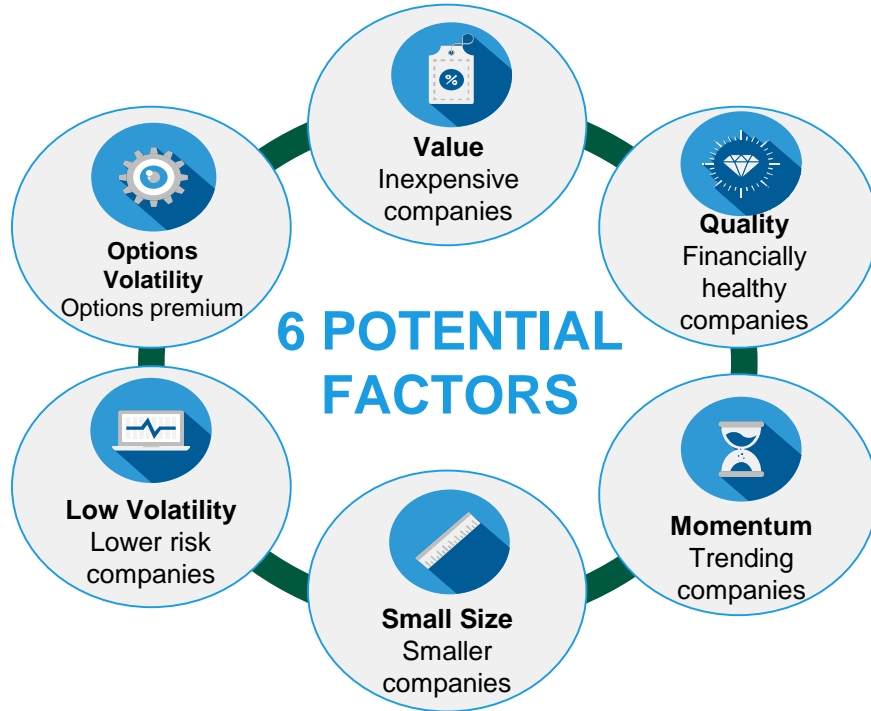 %
Value
Inexpensive
companies
Quality
Financially
healthy
companies
Options
Volatility
Options premium
6 POTENTIAL
FACTORS
Low Volatility
Lower risk
companies
Momentum
Trending
companies
Small Size
Smaller
companies